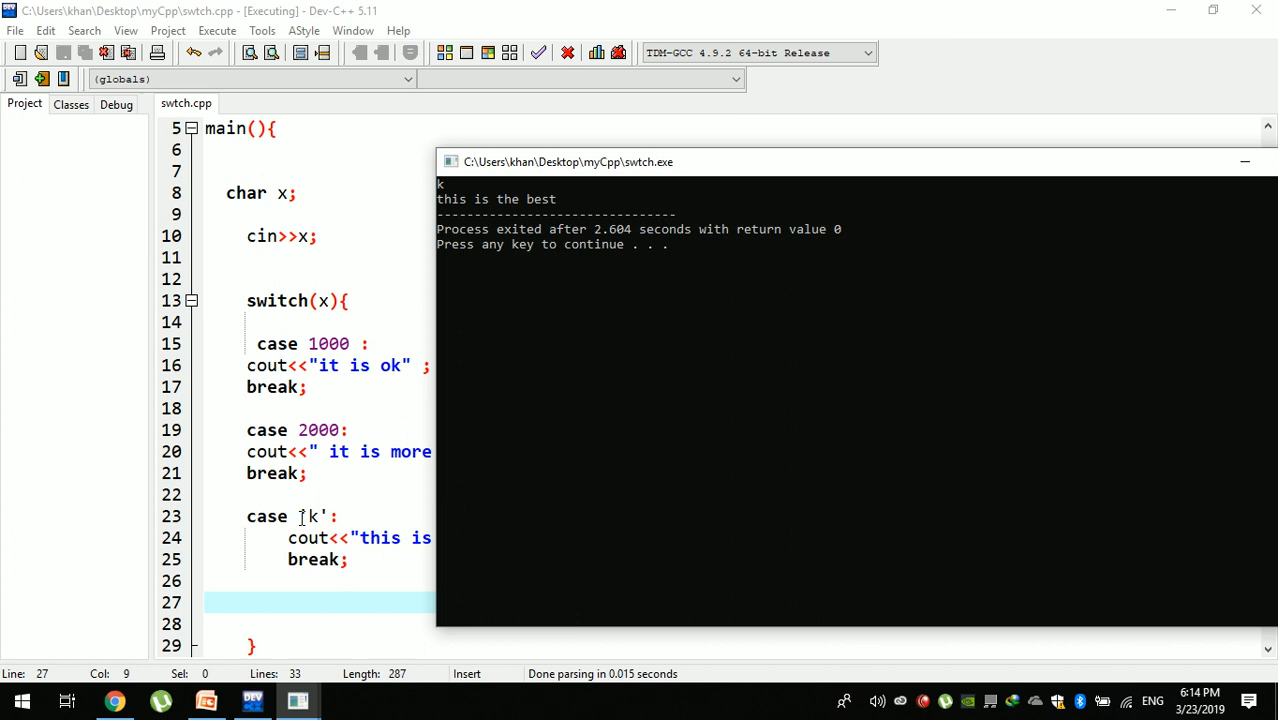 C:\Users\khan\Desktop\myCpp\swtch.cpp - [Executing] - Dev-C++ 5.11
File Edit Search View Project Execute Tools AStyle Window Help
TDM-GCC 4.9.2 64-bit Release
(globals)
Project Classes Debug swtch.cpp
5 main(){
6
7
8 char x;
9
10 cin>>x;
11
12
13 switch(x){
14
15 case 1000 :
16 cout<<"it is ok" ;
17 break;
18
19 case 2000:
20 cout<<" it is more
21 break;
22
23 case 'k':
24 cout<<"this is
25 break;
26
27
28
29 }
C:\Users\khan\Desktop\myCpp\swtch.exe
k
this is the best
--------------------------------
Process exited after 2.604 seconds with return value 0
Press any key to continue . . .
Line: 27 Col: 9 Sel: 0 Lines: 33 Length: 287 Insert Done parsing in 0.015 seconds
DEV
ENG
6:14 PM
3/23/2019